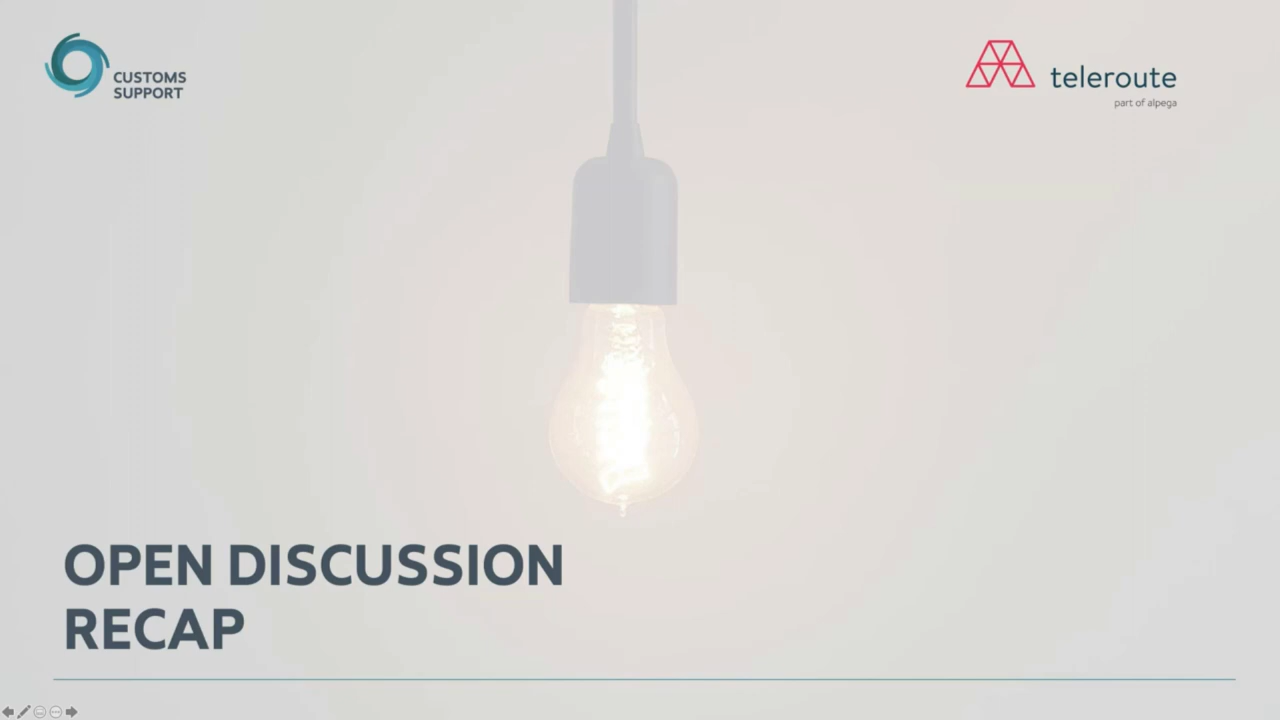 CUSTOMS
SUPPORT
teleroute
part of alpega
OPEN DISCUSSION
RECAP